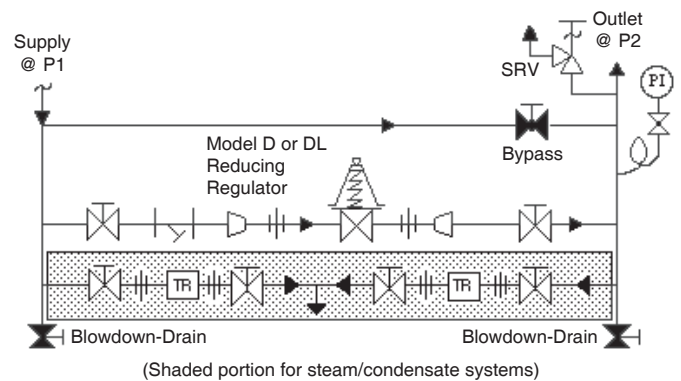 Supply
@ P1
Outlet
@ P2
SRV
PI
Bypass
Model D or DL
Reducing
Regulator
TR
TR
Blowdown-Drain
Blowdown-Drain
(Shaded portion for steam/condensate systems)